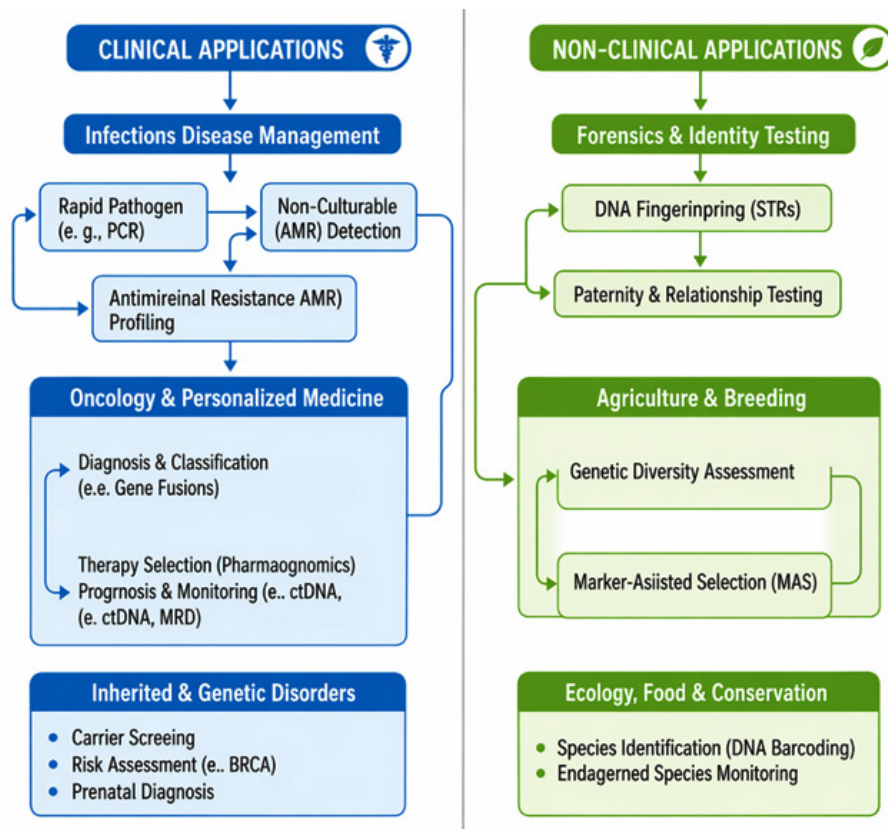 CLINICAL APPLICATIONS
Infections Disease Management
Rapid Pathogen
(e. g., PCR)
Non-Culturable
(AMR) Detection
Antimireinal Resistance AMR)
Profiling
Oncology & Personalized Medicine
Diagnosis & Classification
(e.e. Gene Fusions)
Therapy Selection (Pharmaognomics)
Progrnosis & Monitoring (e.. ctDNA,
(e. ctDNA, MRD)
Inherited & Genetic Disorders
• Carrier Screeing
• Risk Assessment (e.. BRCA)
• Prenatal Diagnosis
NON-CLINICAL APPLICATIONS
Forensics & Identity Testing
DNA Fingerinpring (STRs)
Paternity & Relationship Testing
Agriculture & Breeding
Genetic Diversity Assessment
Marker-Asiisted Selection (MAS)
Ecology, Food & Conservation
• Species Identification (DNA Barcoding)
• Endagerned Species Monitoring